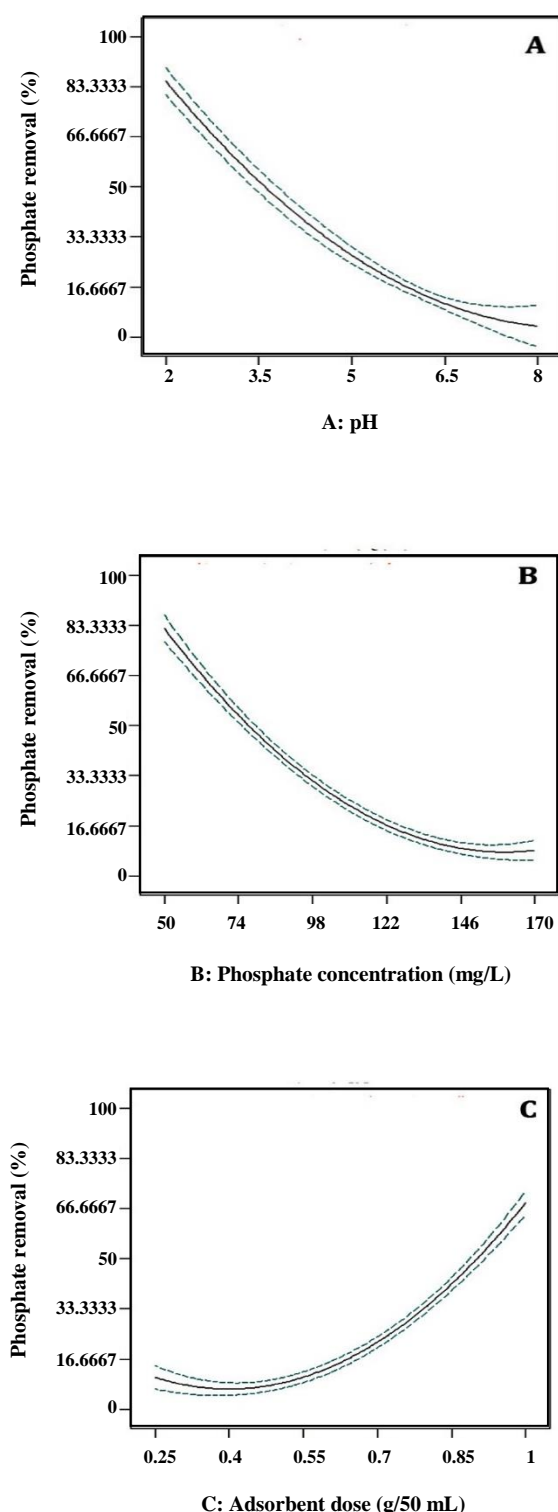 A
Phosphate removal (%)
100
83.3333
66.6667
50
33.3333
16.6667
0
2 3.5 5 6.5 8
A: pH
B
Phosphate removal (%)
100
83.3333
66.6667
50
33.3333
16.6667
0
50 74 98 122 146 170
B: Phosphate concentration (mg/L)
C
Phosphate removal (%)
100
83.3333
66.6667
50
33.3333
16.6667
0
0.25 0.4 0.55 0.7 0.85 1
C: Adsorbent dose (g/50 mL)